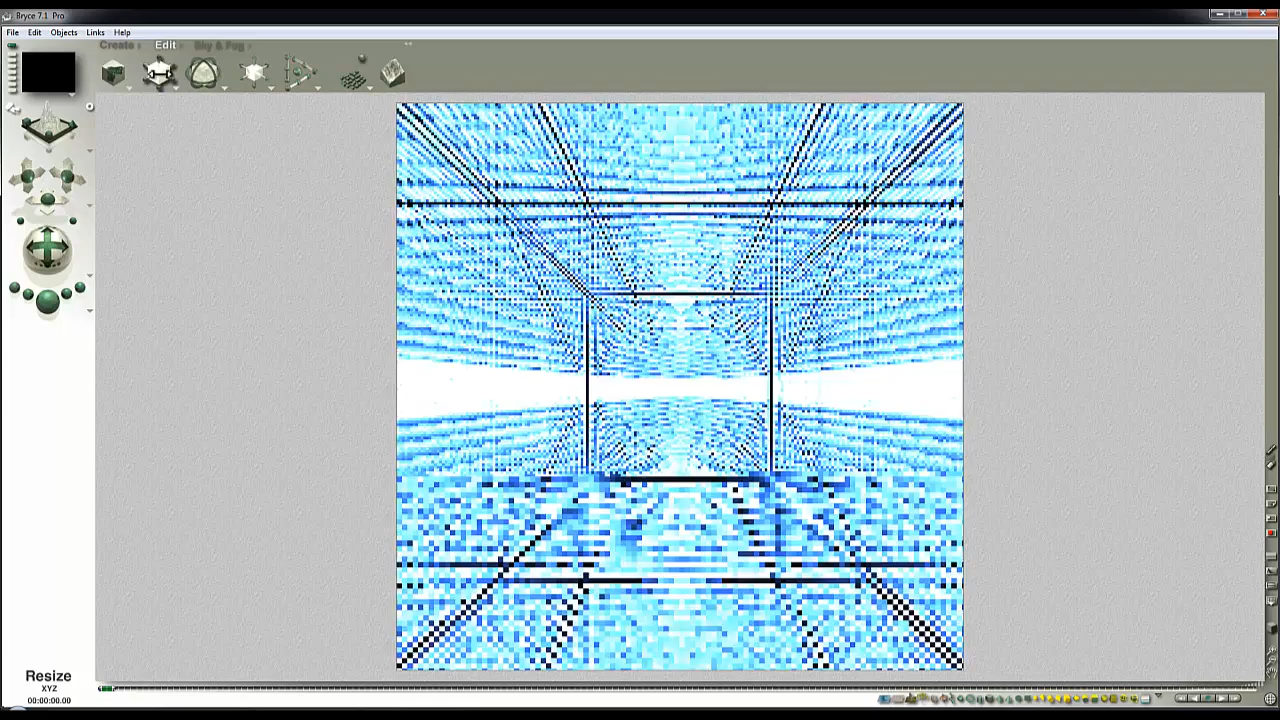 Bryce 7.1 Pro
File Edit Objects Links Help
Create Edit Sky & Fog
Resize
XYZ
00:00:00.00